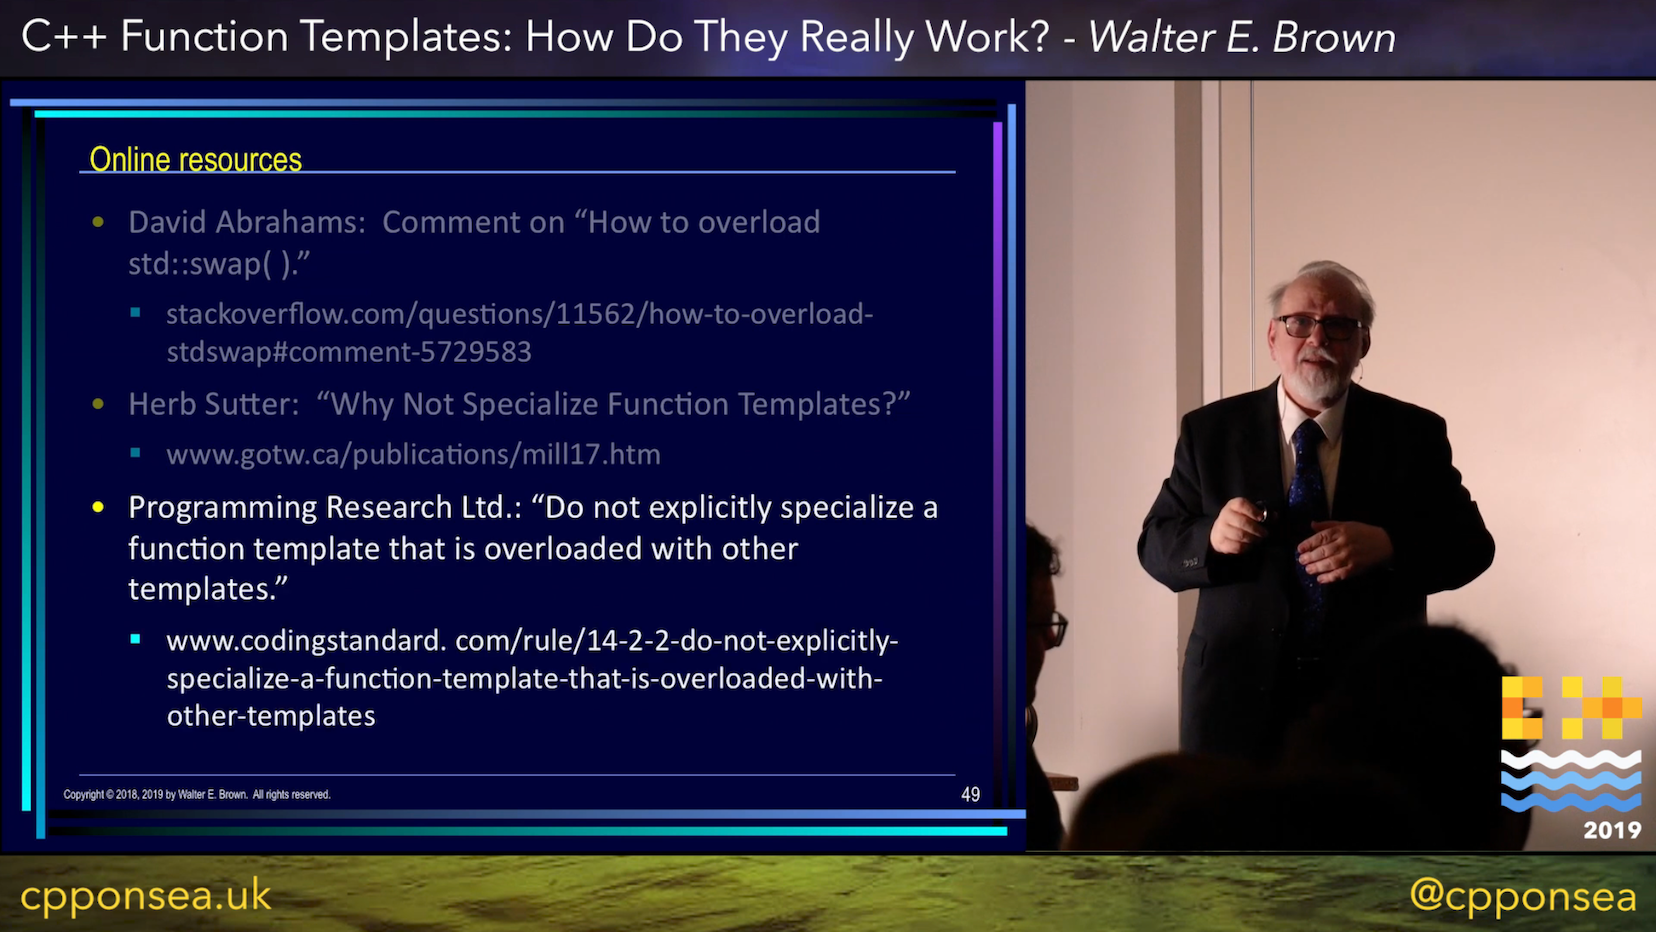 C++ Function Templates: How Do They Really Work? - Walter E. Brown
Online resources
• David Abrahams:  Comment on “How to overload
std::swap( ).”
▪ stackoverflow.com/questions/11562/how-to-overload-
stdswap#comment-5729583
• Herb Sutter:  “Why Not Specialize Function Templates?”
▪ www.gotw.ca/publications/mill17.htm
• Programming Research Ltd.: “Do not explicitly specialize a
function template that is overloaded with other
templates.”
▪ www.codingstandard. com/rule/14-2-2-do-not-explicitly-
specialize-a-function-template-that-is-overloaded-with-
other-templates
Copyright © 2018, 2019 by Walter E. Brown.  All rights reserved.
49
C++
2019
cpponsea.uk
@cpponsea